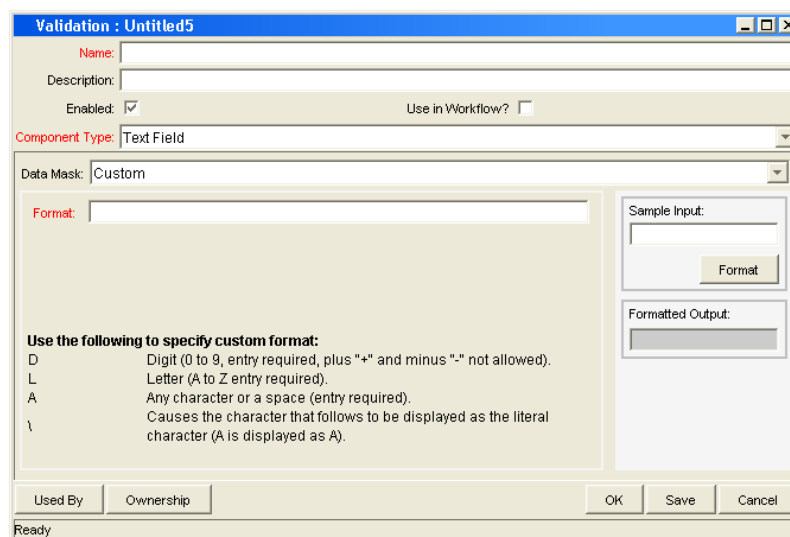 Validation : Untitled5
Name:
Description:
Enabled: Use in Workflow?
Component Type: Text Field
Data Mask: Custom
Format:
Sample Input:
Format
Formatted Output:
Use the following to specify custom format:
D Digit (0 to 9, entry required, plus "+" and minus "-" not allowed).
L Letter (A to Z entry required).
A Any character or a space (entry required).
\ Causes the character that follows to be displayed as the literal
character (A is displayed as A).
Used By Ownership OK Save Cancel
Ready